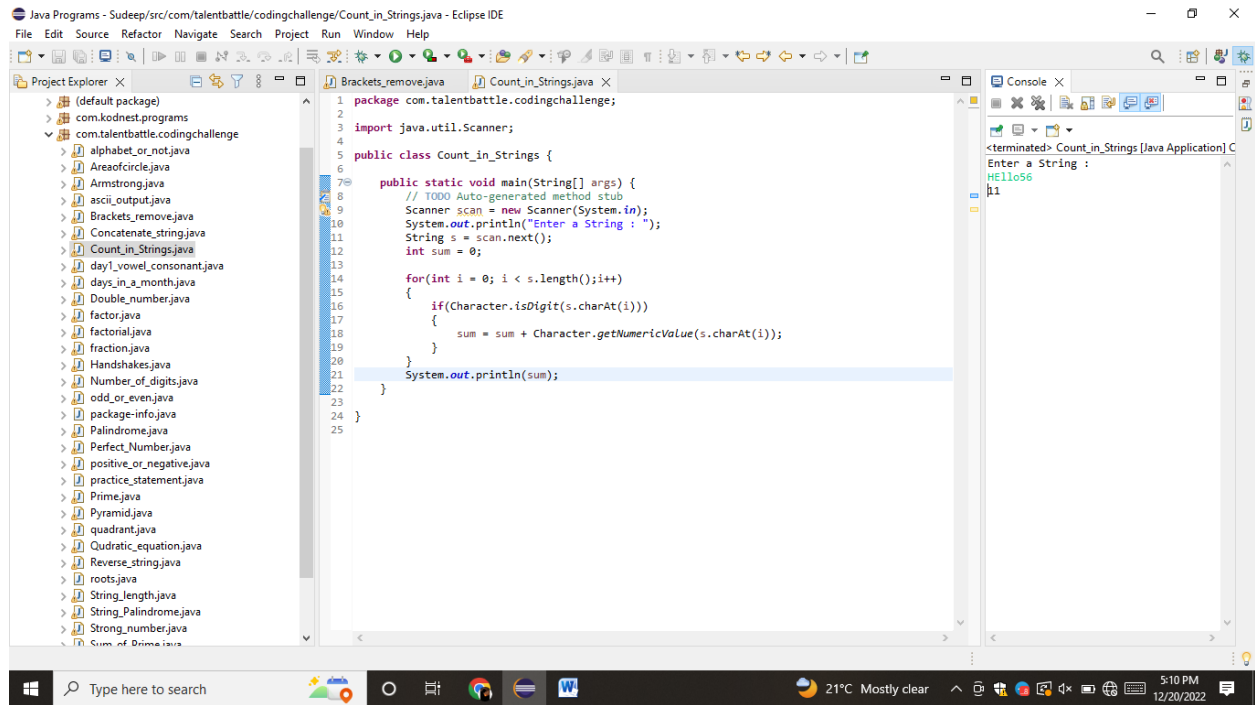 Java Programs - Sudeep/src/com/talentbattle/codingchallenge/Count_in_Strings.java - Eclipse IDE
File Edit Source Refactor Navigate Search Project Run Window Help
Project Explorer
(default package)
com.kodnest.programs
com.talentbattle.codingchallenge
alphabet_or_not.java
Areaofcircle.java
Armstrong.java
ascii_output.java
Brackets_remove.java
Concatenate_string.java
Count_in_Strings.java
day1_vowel_consonant.java
days_in_a_month.java
Double_number.java
factor.java
factorial.java
fraction.java
Handshakes.java
Number_of_digits.java
odd_or_even.java
package-info.java
Palindrome.java
Perfect_Number.java
positive_or_negative.java
practice_statement.java
Prime.java
Pyramid.java
quadrant.java
Qudratic_equation.java
Reverse_string.java
roots.java
String_length.java
String_Palindrome.java
Strong_number.java
Sum_of_Prime.java
Brackets_remove.java Count_in_Strings.java
1 package com.talentbattle.codingchallenge;
2
3 import java.util.Scanner;
4
5 public class Count_in_Strings {
6
7 public static void main(String[] args) {
8 // TODO Auto-generated method stub
9 Scanner scan = new Scanner(System.in);
10 System.out.println("Enter a String : ");
11 String s = scan.next();
12 int sum = 0;
13
14 for(int i = 0; i < s.length();i++)
15 {
16 if(Character.isDigit(s.charAt(i)))
17 {
18 sum = sum + Character.getNumericValue(s.charAt(i));
19 }
20 }
21 System.out.println(sum);
22 }
23
24 }
25
Console
<terminated> Count_in_Strings [Java Application] C
Enter a String :
HEllo56
11
Type here to search
21°C Mostly clear
5:10 PM
12/20/2022